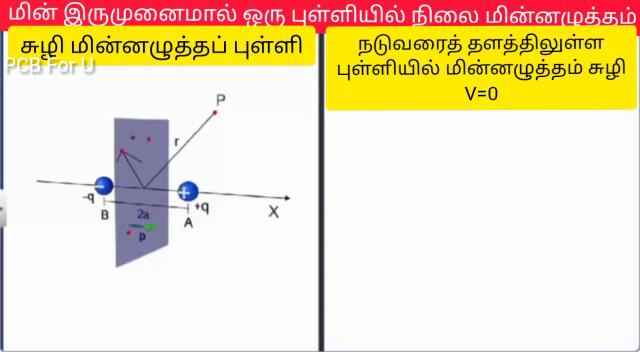 மின் இருமுனைமால் ஒரு புள்ளியில் நிலை மின்னழுத்தம்
சுழி மின்னழுத்தப் புள்ளி
PCB For U
நடுவரைத் தளத்திலுள்ள
புள்ளியில் மின்னழுத்தம் சுழி
V=0
P
r
-q
+q
B
2a
A
X
p